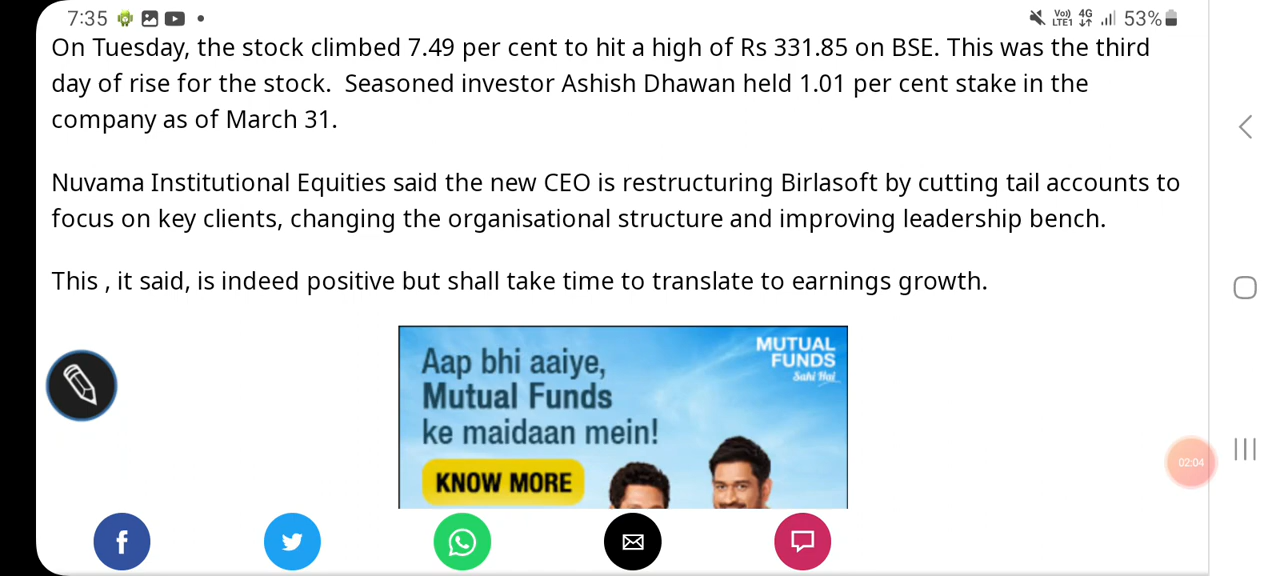 7:35
Vo)) 4G
LTE1 53%
On Tuesday, the stock climbed 7.49 per cent to hit a high of Rs 331.85 on BSE. This was the third
day of rise for the stock.  Seasoned investor Ashish Dhawan held 1.01 per cent stake in the
company as of March 31.
Nuvama Institutional Equities said the new CEO is restructuring Birlasoft by cutting tail accounts to
focus on key clients, changing the organisational structure and improving leadership bench.
This , it said, is indeed positive but shall take time to translate to earnings growth.
Aap bhi aaiye,
Mutual Funds
ke maidaan mein!
KNOW MORE
MUTUAL
FUNDS
Sahi Hai
02:04